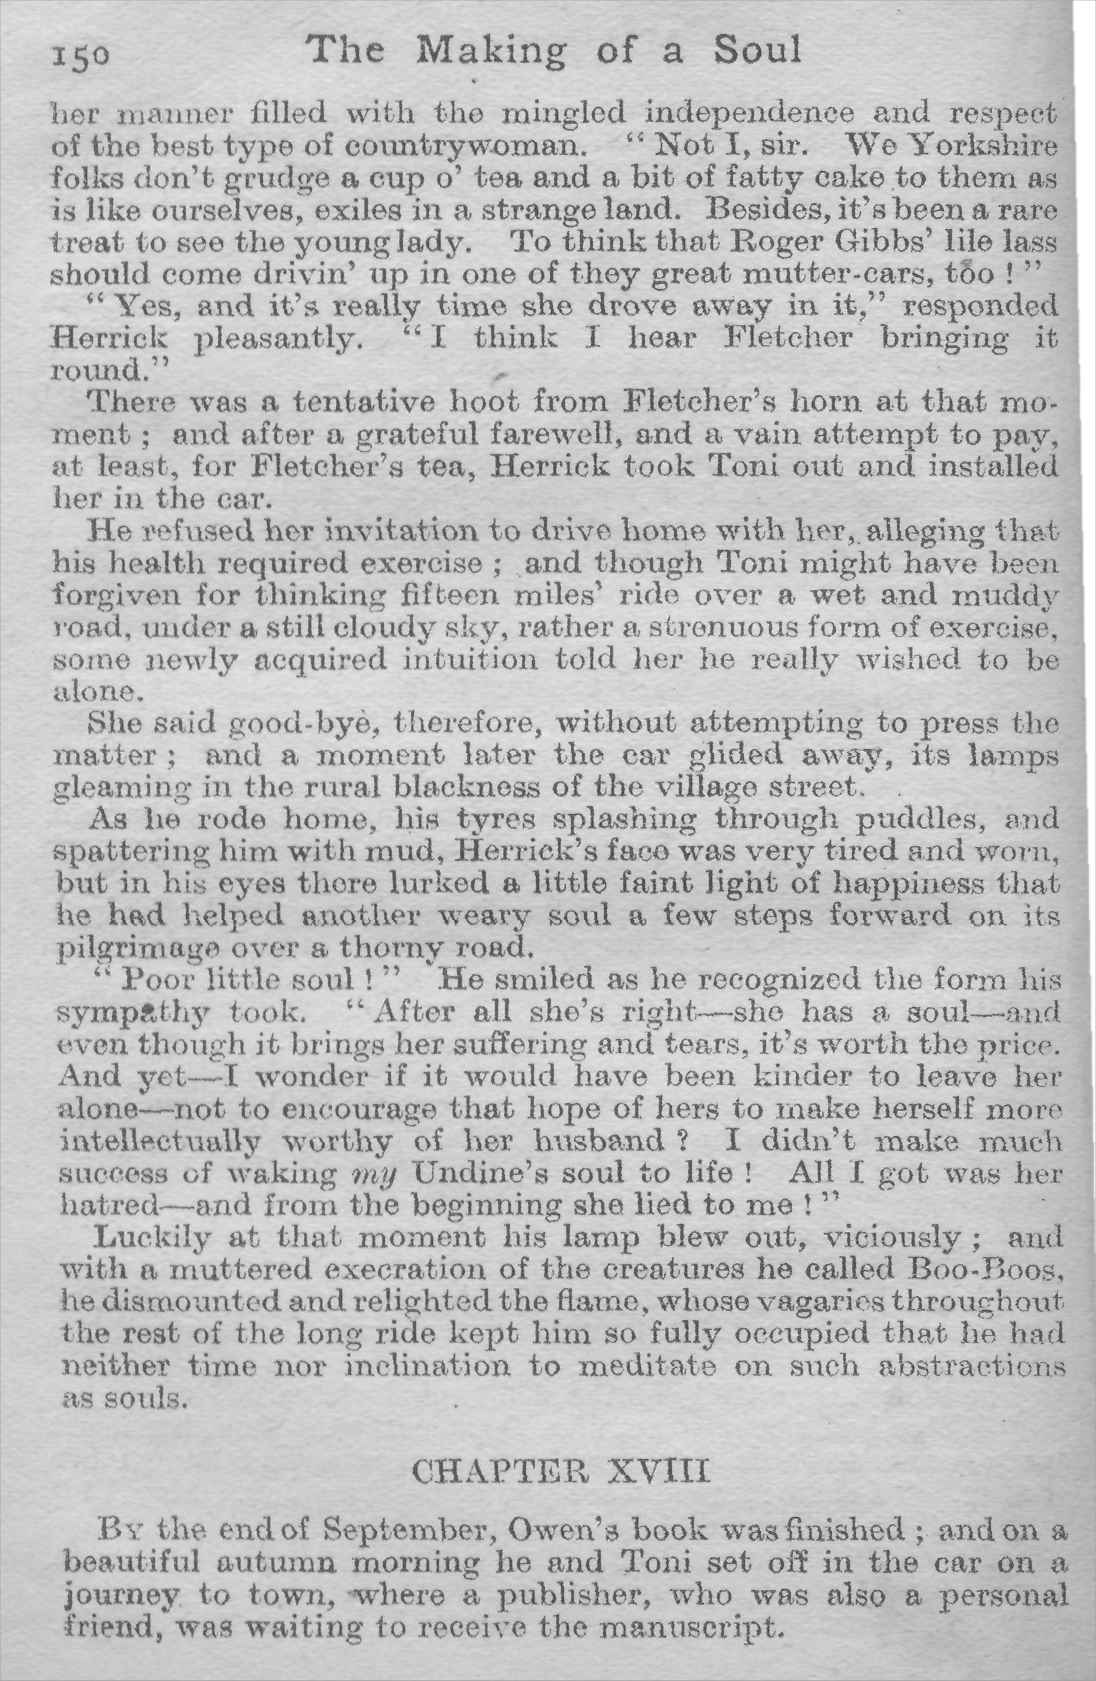 150 The Making of a Soul
her manner filled with the mingled independence and respect
of the best type of countrywoman. “Not I, sir. We Yorkshire
folks don’t grudge a cup o’ tea and a bit of fatty cake to them as
is like ourselves, exiles in a strange land. Besides, it’s been a rare
treat to see the young lady. To think that Roger Gibbs’ lile lass
should come drivin’ up in one of they great mutter-cars, too!”
“Yes, and it’s really time she drove away in it,” responded
Herrick pleasantly. “I think I hear Fletcher bringing it
round.”
There was a tentative hoot from Fletcher’s horn at that mo-
ment; and after a grateful farewell, and a vain attempt to pay,
at least, for Fletcher’s tea, Herrick took Toni out and installed
her in the car.
He refused her invitation to drive home with her, alleging that
his health required exercise; and though Toni might have been
forgiven for thinking fifteen miles’ ride over a wet and muddy
road, under a still cloudy sky, rather a strenuous form of exercise,
some newly acquired intuition told her he really wished to be
alone.
She said good-bye, therefore, without attempting to press the
matter; and a moment later the car glided away, its lamps
gleaming in the rural blackness of the village street.
As he rode home, his tyres splashing through puddles, and
spattering him with mud, Herrick’s face was very tired and worn,
but in his eyes there lurked a little faint light of happiness that
he had helped another weary soul a few steps forward on its
pilgrimage over a thorny road.
“Poor little soul!” He smiled as he recognized the form his
sympathy took. “After all she’s right—she has a soul—and
even though it brings her suffering and tears, it’s worth the price.
And yet—I wonder if it would have been kinder to leave her
alone—not to encourage that hope of hers to make herself more
intellectually worthy of her husband? I didn’t make much
success of waking my Undine’s soul to life! All I got was her
hatred—and from the beginning she lied to me!”
Luckily at that moment his lamp blew out, viciously; and
with a muttered execration of the creatures he called Boo-Boos,
he dismounted and relighted the flame, whose vagaries throughout
the rest of the long ride kept him so fully occupied that he had
neither time nor inclination to meditate on such abstractions
as souls.
CHAPTER XVIII
By the end of September, Owen’s book was finished; and on a
beautiful autumn morning he and Toni set off in the car on a
journey to town, where a publisher, who was also a personal
friend, was waiting to receive the manuscript.